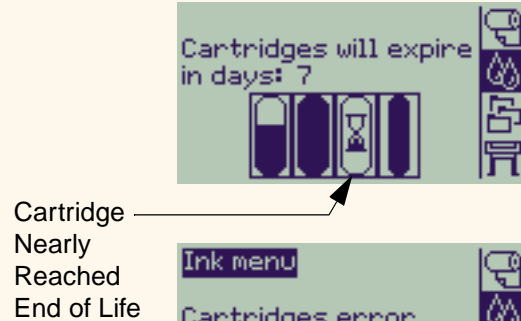 Cartridges will expire
in days: 7
Cartridge
Nearly
Reached
End of Life
Ink menu
Cartridges error